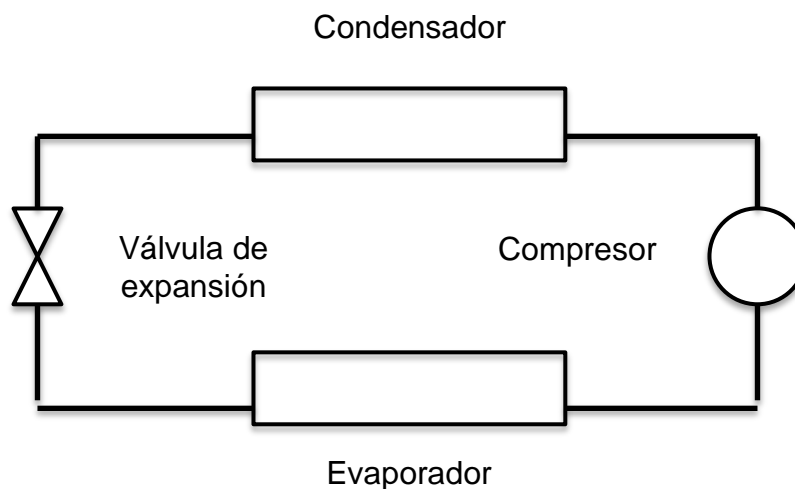 Condensador
Válvula de
expansión
Compresor
Evaporador